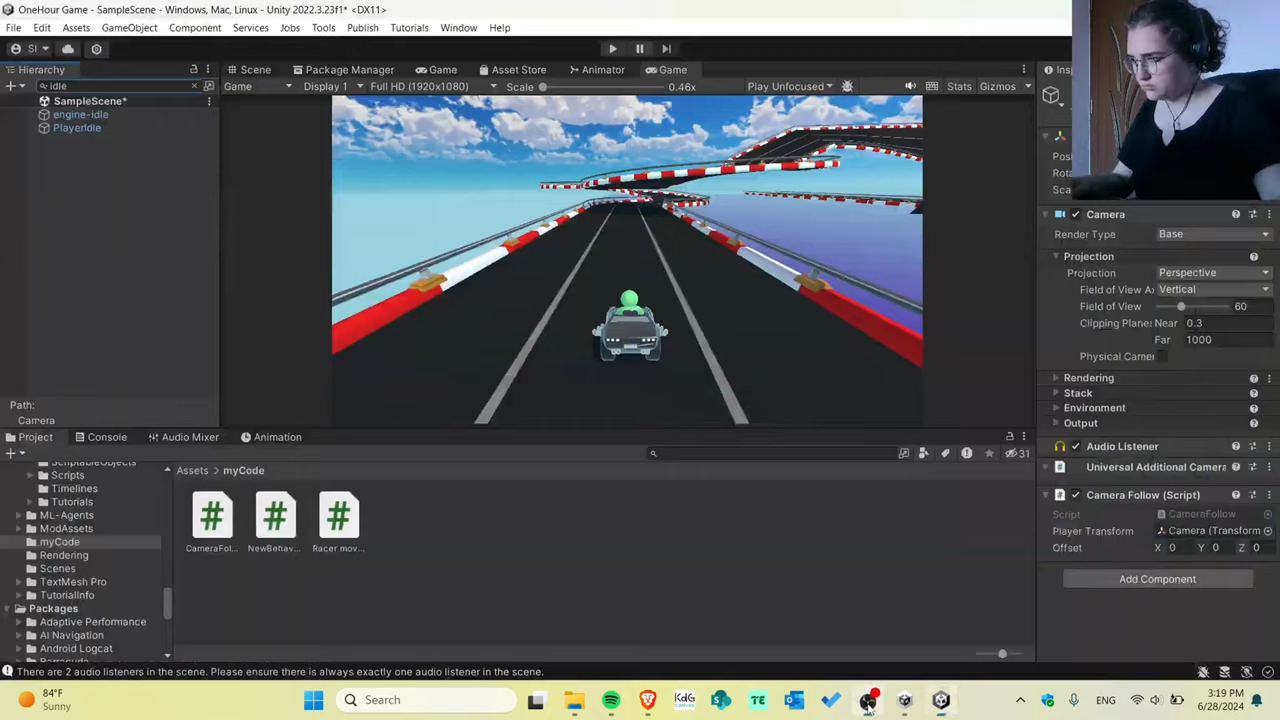 OneHour Game - SampleScene - Windows, Mac, Linux - Unity 2022.3.23f1* <DX11>
File Edit Assets GameObject Component Services Jobs Tools Publish Tutorials Window Help
SI
Hierarchy
Scene Package Manager Game Asset Store Animator Game
idle
Game Display 1 Full HD (1920x1080) Scale 0.46x Play Unfocused Stats Gizmos
SampleScene*
engine-idle
PlayerIdle
Path:
Camera
Camera
Render Type Base
Projection
Projection Perspective
Field of View A Vertical
Field of View 60
Clipping Plane Near 0.3
Far 1000
Physical Camer
Rendering
Stack
Environment
Output
Audio Listener
Universal Additional Camera
Camera Follow (Script)
Script CameraFollow
Player Transform Camera (Transform
Offset X 0 Y 0 Z 0
Add Component
Project Console Audio Mixer Animation
31
ScriptableObjects
Scripts
Timelines
Tutorials
ML-Agents
ModAssets
myCode
Rendering
Scenes
TextMesh Pro
TutorialInfo
Packages
Adaptive Performance
AI Navigation
Android Logcat
Barracuda
Assets > myCode
CameraFol... NewBehav... Racer mov...
There are 2 audio listeners in the scene. Please ensure there is always exactly one audio listener in the scene.
84°F
Sunny
Search
KdG
CANVAS
TE
ENG
3:19 PM
6/28/2024